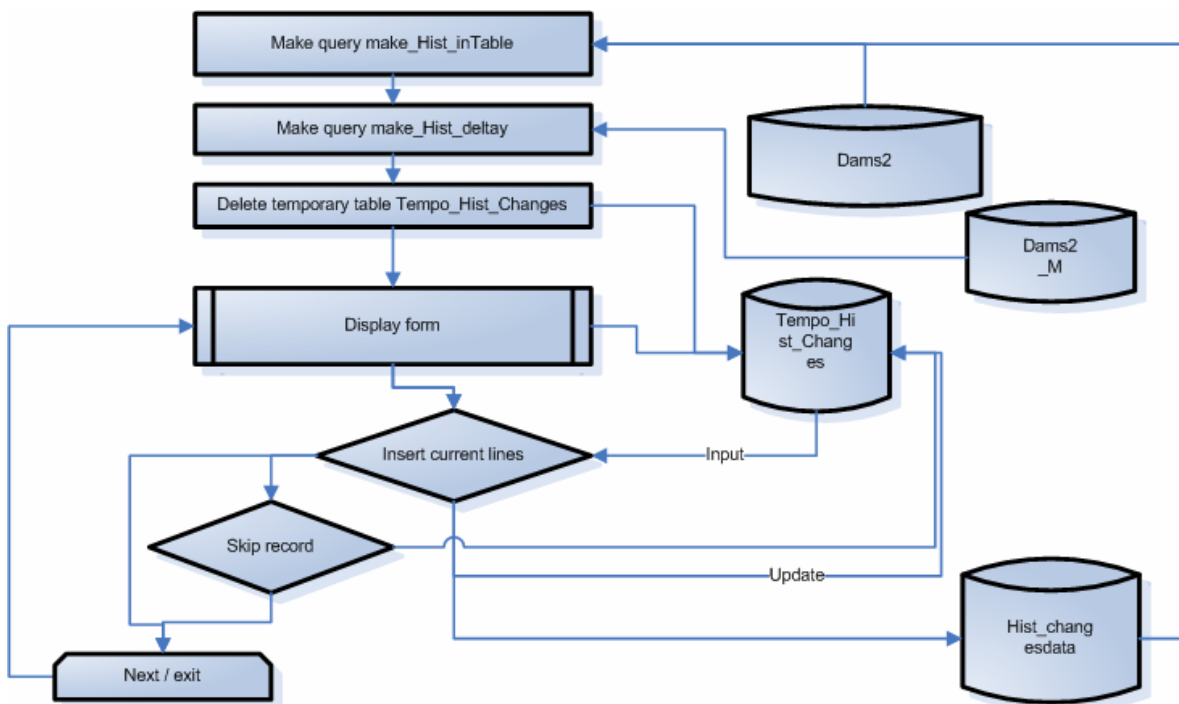 Make query make_Hist_inTable
Make query make_Hist_deltay
Dams2
Delete temporary table Tempo_Hist_Changes
Dams2
_M
Display form
Tempo_Hi
st_Chang
es
Insert current lines
Input
Skip record
Update
Hist_chang
esdata
Next / exit